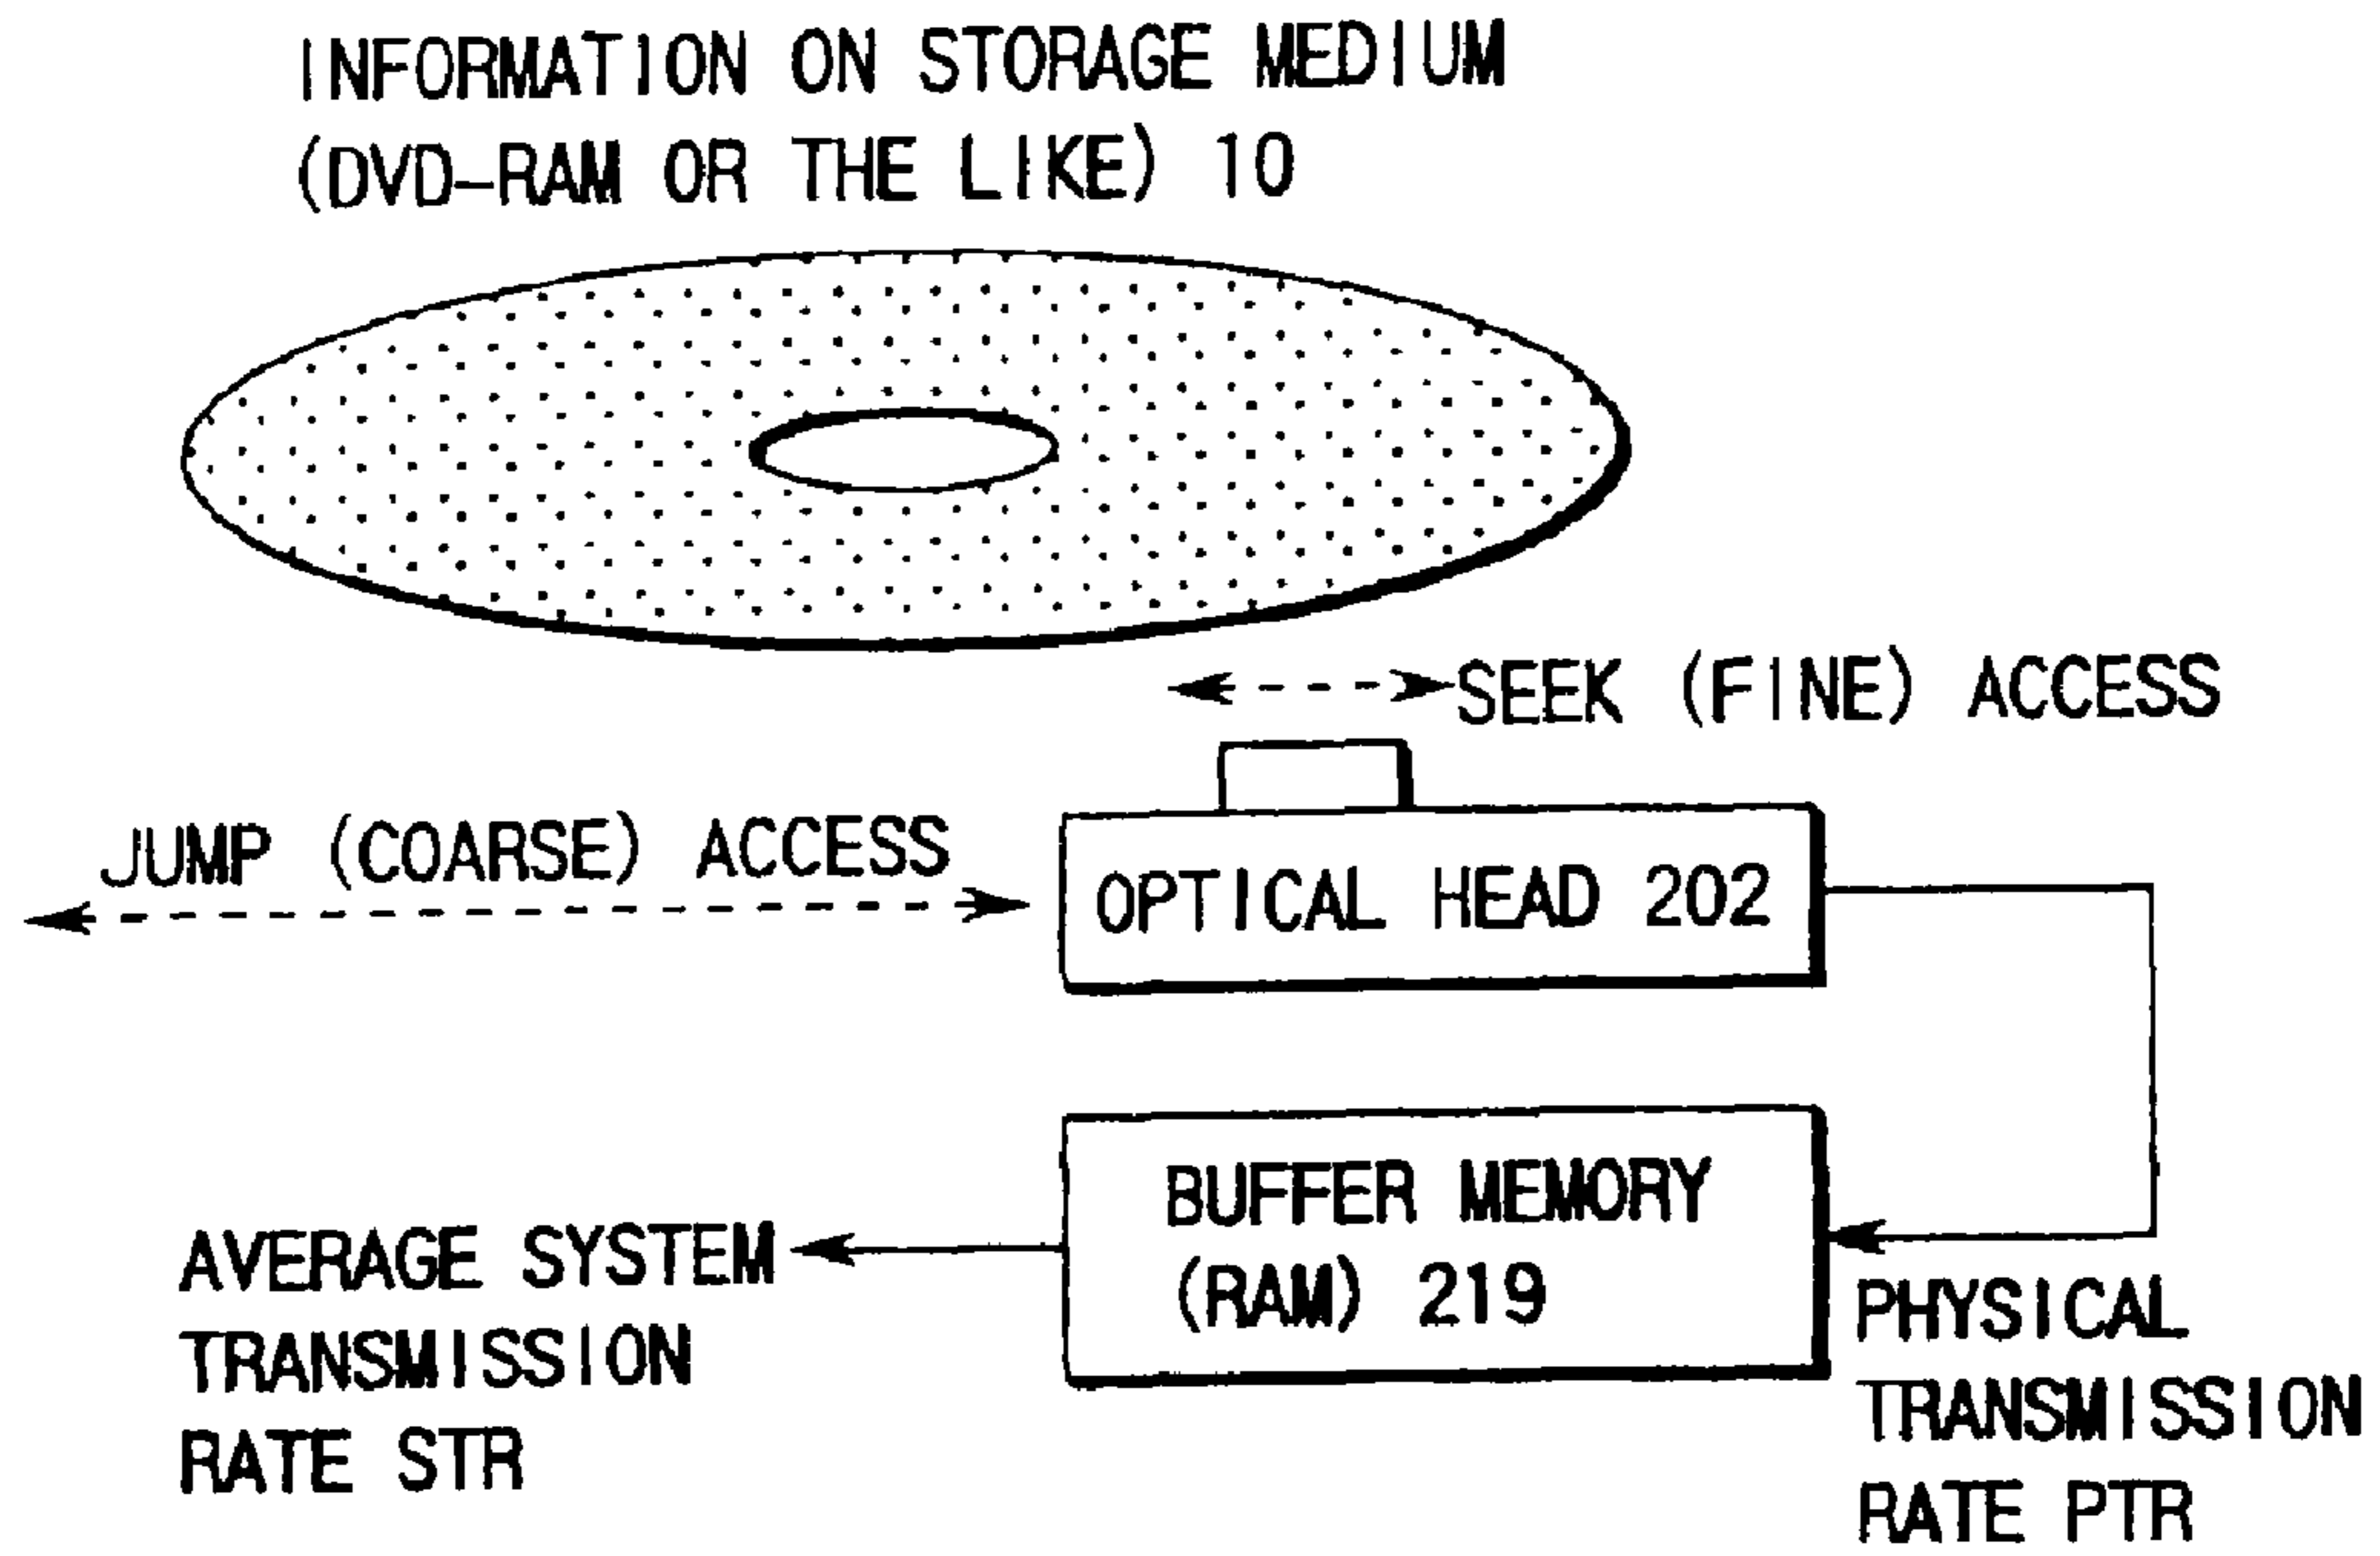 INFORMATION ON STORAGE MEDIUM
(DVD-RAM OR THE LIKE) 10
SEEK (FINE) ACCESS
JUMP (COARSE) ACCESS
OPTICAL HEAD 202
BUFFER MEMORY
(RAM) 219
AVERAGE SYSTEM
TRANSMISSION
RATE STR
PHYSICAL
TRANSMISSION
RATE PTR